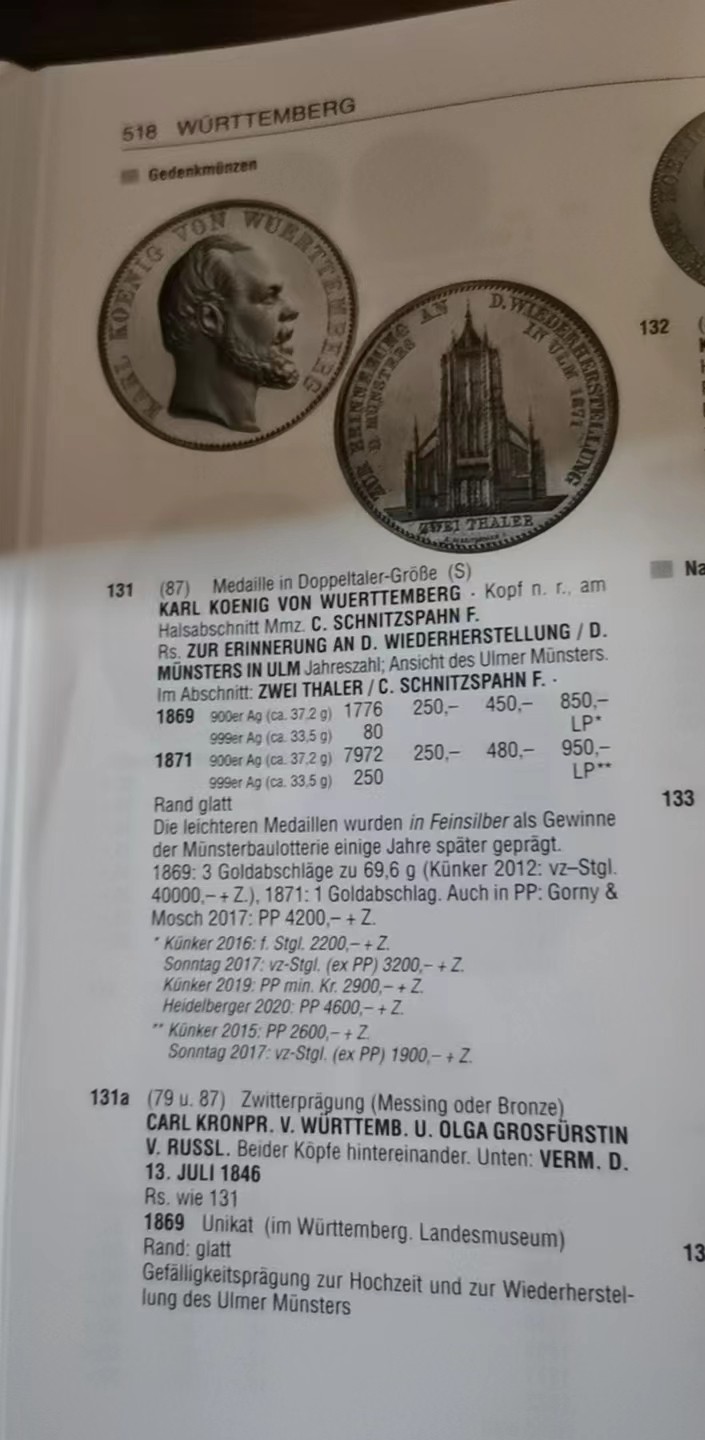 518 WÜRTTEMBERG
Gedenkmünzen
KARL KOENIG VON WUERTTEMBERG
ZUR ERINNERUNG AN D. WIEDERHERSTELLUNG
D. MÜNSTERS IN ULM 1871
ZWEI THALER
132 (
131 (87) Medaille in Doppeltaler-Größe (S)
KARL KOENIG VON WUERTTEMBERG · Kopf n. r., am
Halsabschnitt Mmz. C. SCHNITZSPAHN F.
Rs. ZUR ERINNERUNG AN D. WIEDERHERSTELLUNG / D.
MÜNSTERS IN ULM Jahreszahl; Ansicht des Ulmer Münsters.
Im Abschnitt: ZWEI THALER / C. SCHNITZSPAHN F. ·
1869 900er Ag (ca. 37,2 g) 1776 250,– 450,– 850,–
999er Ag (ca. 33,5 g) 80 LP*
1871 900er Ag (ca. 37,2 g) 7972 250,– 480,– 950,–
999er Ag (ca. 33,5 g) 250 LP**
Rand glatt
Die leichteren Medaillen wurden in Feinsilber als Gewinne
der Münsterbaulotterie einige Jahre später geprägt.
1869: 3 Goldabschläge zu 69,6 g (Künker 2012: vz–Stgl.
40000,– + Z.), 1871: 1 Goldabschlag. Auch in PP: Gorny &
Mosch 2017: PP 4200,– + Z.
* Künker 2016: f. Stgl. 2200,– + Z.
Sonntag 2017: vz-Stgl. (ex PP) 3200,– + Z.
Künker 2019: PP min. Kr. 2900,– + Z.
Heidelberger 2020: PP 4600,– + Z.
** Künker 2015: PP 2600,– + Z.
Sonntag 2017: vz-Stgl. (ex PP) 1900,– + Z.
131a (79 u. 87) Zwitterprägung (Messing oder Bronze)
CARL KRONPR. V. WÜRTTEMB. U. OLGA GROSFÜRSTIN
V. RUSSL. Beider Köpfe hintereinander. Unten: VERM. D.
13. JULI 1846
Rs. wie 131
1869 Unikat (im Württemberg. Landesmuseum)
Rand: glatt
Gefälligkeitsprägung zur Hochzeit und zur Wiederherstel-
lung des Ulmer Münsters
Na
133
13